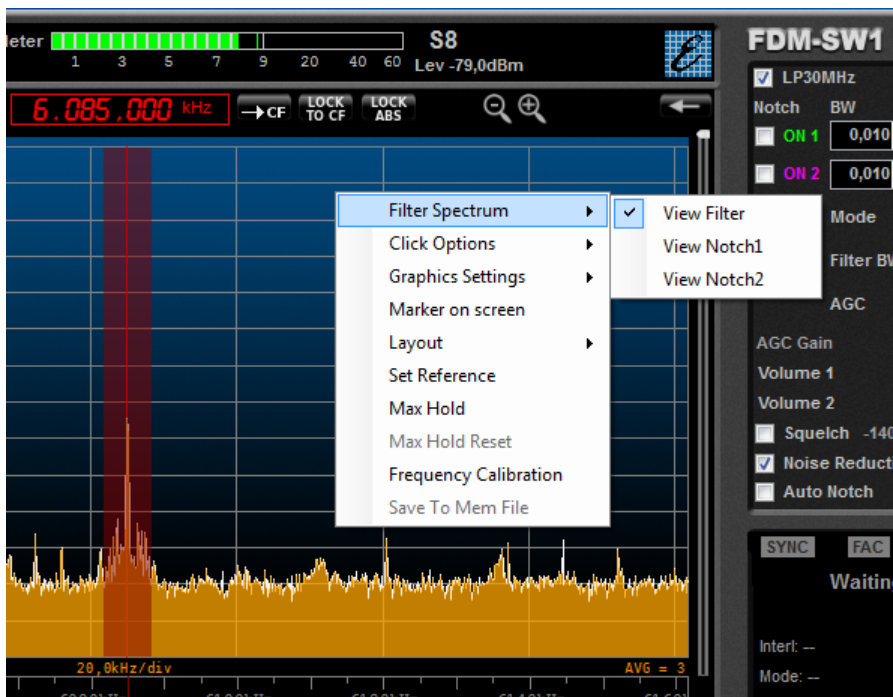 S8
1 3 5 7 9 20 40 60 Lev -79,0dBm
6.085.000 kHz
→CF
LOCK TO CF
LOCK ABS
Filter Spectrum
View Filter
View Notch1
View Notch2
Click Options
Graphics Settings
Marker on screen
Layout
Set Reference
Max Hold
Max Hold Reset
Frequency Calibration
Save To Mem File
20,0kHz/div
AVG = 3
FDM-SW1
LP30MHz
Notch BW
ON 1 0,010
ON 2 0,010
Mode
Filter BW
AGC
AGC Gain
Volume 1
Volume 2
Squelch -140
Noise Reducti
Auto Notch
SYNC FAC
Waiting
Interl: --
Mode: --